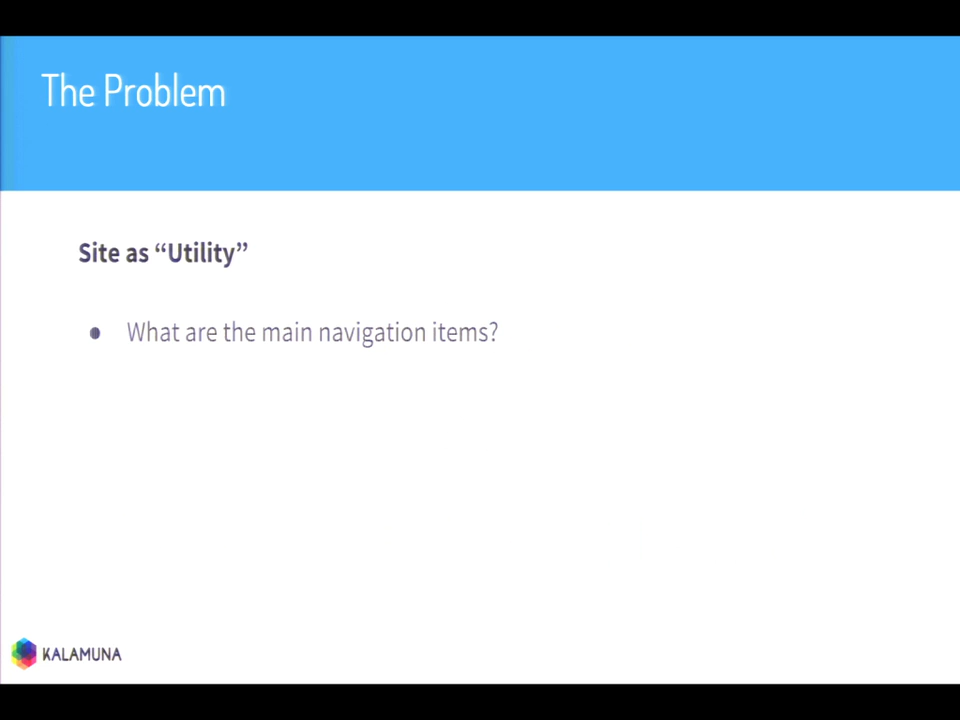 The Problem
Site as “Utility”
● What are the main navigation items?
KALAMUNA